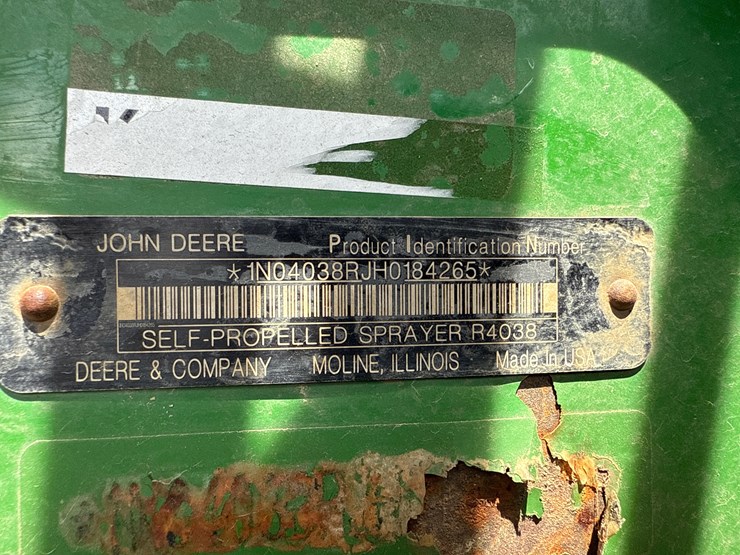 JOHN DEERE Product Identification Number
*1N04038RJH0184265*
SELF-PROPELLED SPRAYER R4038
DEERE & COMPANY MOLINE, ILLINOIS Made In USA